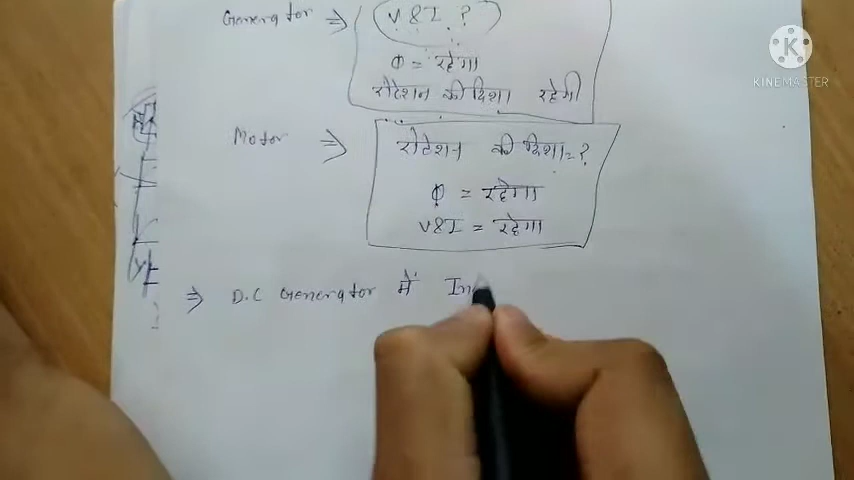 Generator ⇒ V & I ?
Φ = रहेगा
रोटेशन की दिशा रहेगी
Motor ⇒ रोटेशन की दिशा = ?
Φ = रहेगा
V & I = रहेगा
⇒ D.C Generator में In
KINEMASTER